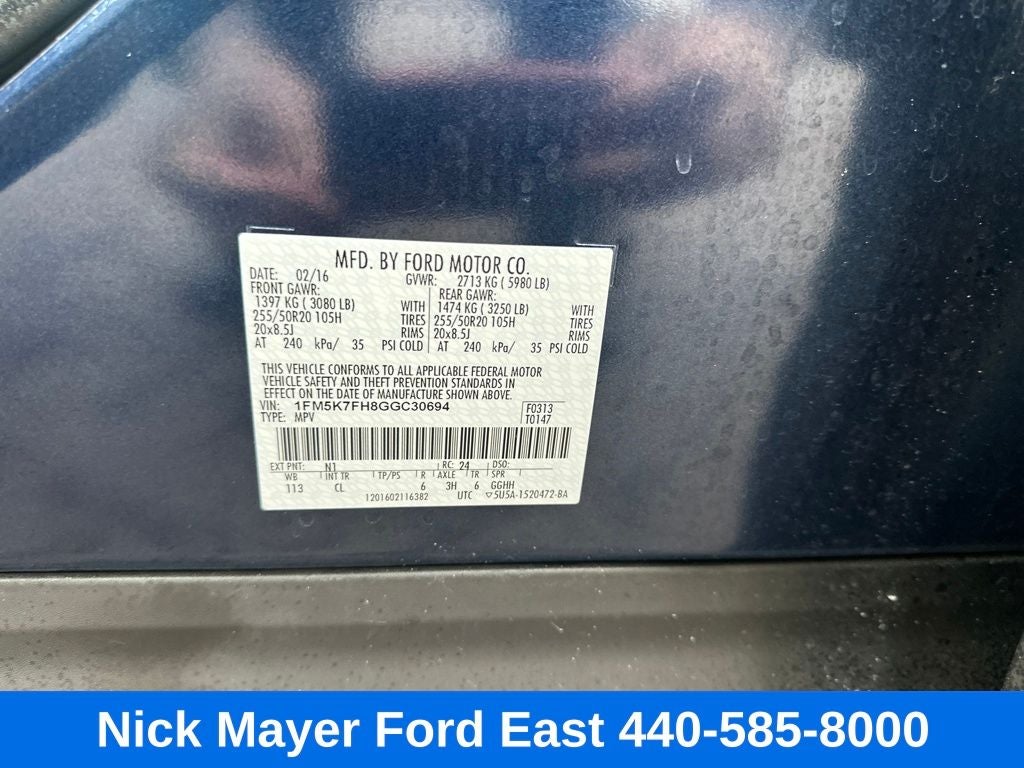 MFD. BY FORD MOTOR CO.
DATE: 02/16 GVWR: 2713 KG ( 5980 LB)
FRONT GAWR: REAR GAWR:
1397 KG ( 3080 LB) WITH 1474 KG ( 3250 LB) WITH
255/50R20 105H TIRES 255/50R20 105H TIRES
20x8.5J RIMS 20x8.5J RIMS
AT 240 kPa/ 35 PSI COLD AT 240 kPa/ 35 PSI COLD
THIS VEHICLE CONFORMS TO ALL APPLICABLE FEDERAL MOTOR
VEHICLE SAFETY AND THEFT PREVENTION STANDARDS IN
EFFECT ON THE DATE OF MANUFACTURE SHOWN ABOVE.
VIN: 1FM5K7FH8GGC30694 F0313
TYPE: MPV T0147
EXT PNT: N1 RC: 24 DSO:
WB INT TR TP/PS R AXLE TR SPR
113 CL 6 3H 6 GGHH
1201602116382 UTC ▽5U5A-1520472-BA
Nick Mayer Ford East 440-585-8000